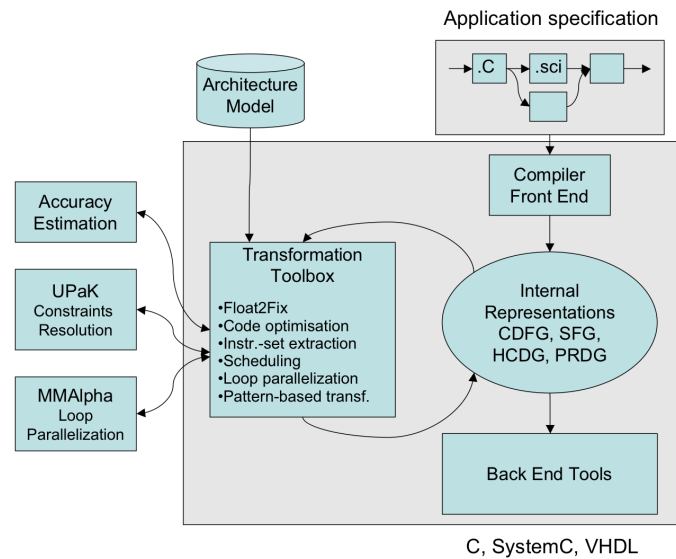 Application specification
.C
.sci
Architecture
Model
Compiler
Front End
Accuracy
Estimation
UPaK
Constraints
Resolution
MMAlpha
Loop
Parallelization
Transformation
Toolbox
•Float2Fix
•Code optimisation
•Instr.-set extraction
•Scheduling
•Loop parallelization
•Pattern-based transf.
Internal
Representations
CDFG, SFG,
HCDG, PRDG
Back End Tools
C, SystemC, VHDL